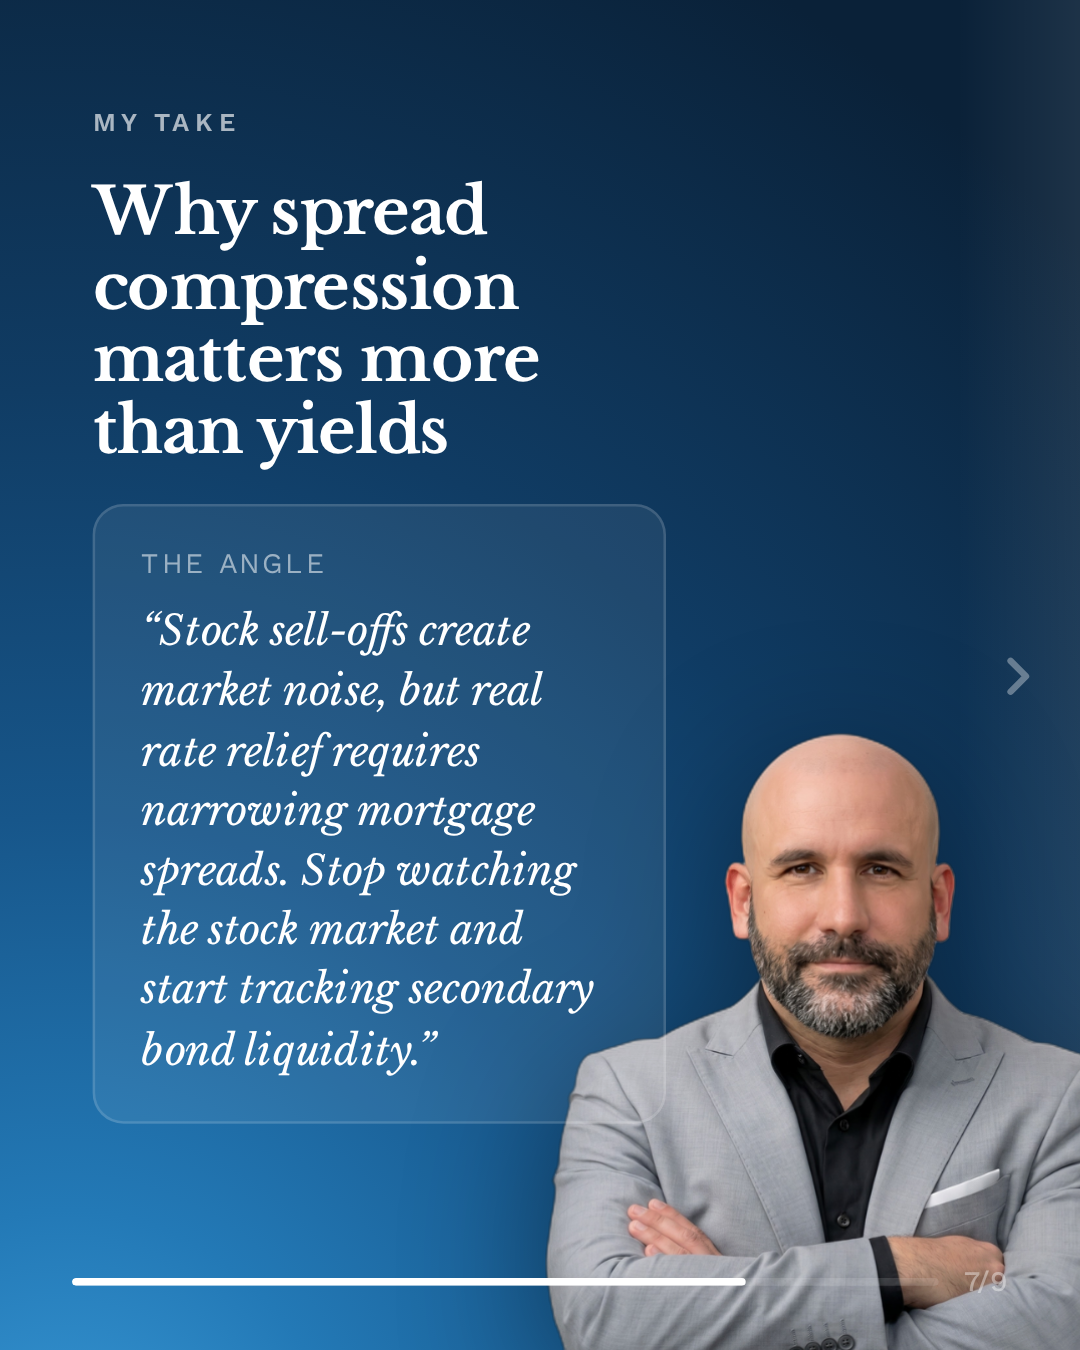 MY TAKE
Why spread
compression
matters more
than yields
THE ANGLE
“Stock sell-offs create
market noise, but real
rate relief requires
narrowing mortgage
spreads. Stop watching
the stock market and
start tracking secondary
bond liquidity.”
7/9